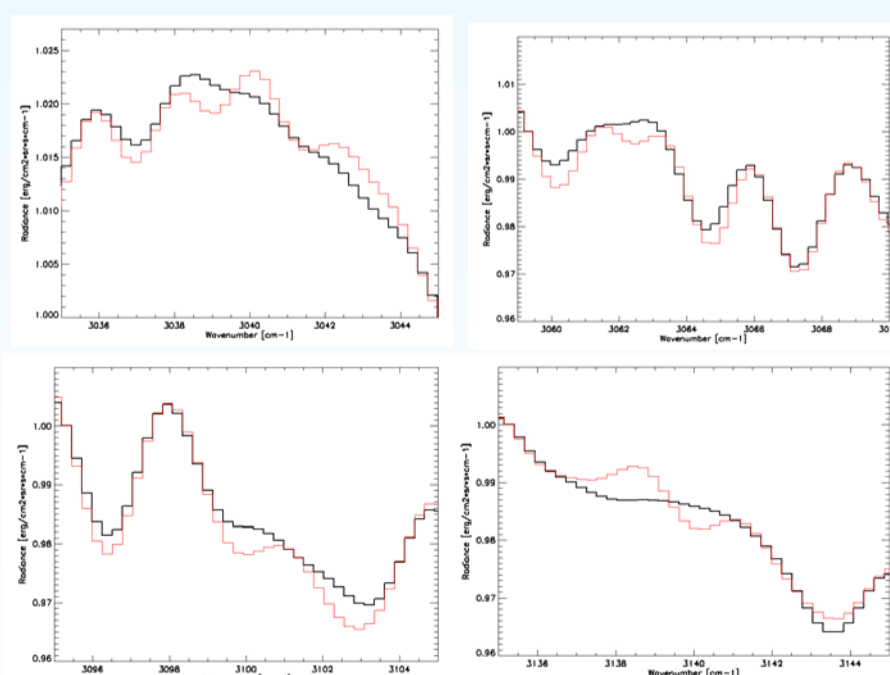 1.025
1.020
1.015
1.010
1.005
1.000
Radiance [erg/cm2*sr*s*cm-1]
3036 3038 3040 3042 3044
Wavenumber [cm-1]
1.01
1.00
0.99
0.98
0.97
0.96
Radiance [erg/cm2*sr*s*cm-1]
3060 3062 3064 3066 3068
Wavenumber [cm-1]
1.00
0.99
0.98
0.97
0.96
Radiance [erg/cm2*sr*s*cm-1]
3096 3098 3100 3102 3104
1.00
0.99
0.98
0.97
0.96
Radiance [erg/cm2*sr*s*cm-1]
3136 3138 3140 3142 3144
Wavenumber [cm-1]